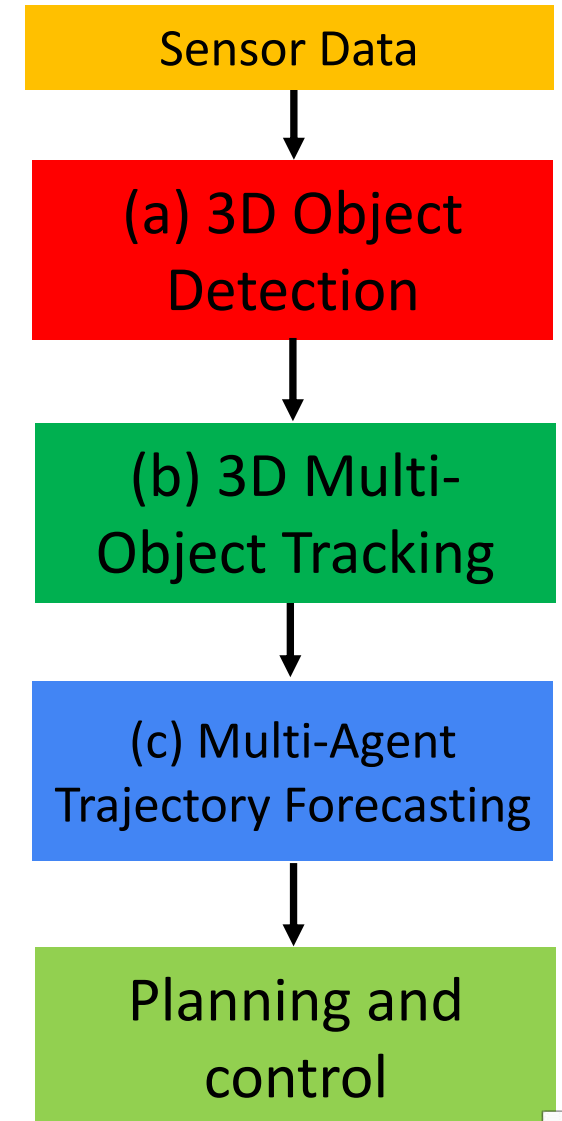 Sensor Data
(a) 3D Object
Detection
(b) 3D Multi-
Object Tracking
(c) Multi-Agent
Trajectory Forecasting
Planning and
control